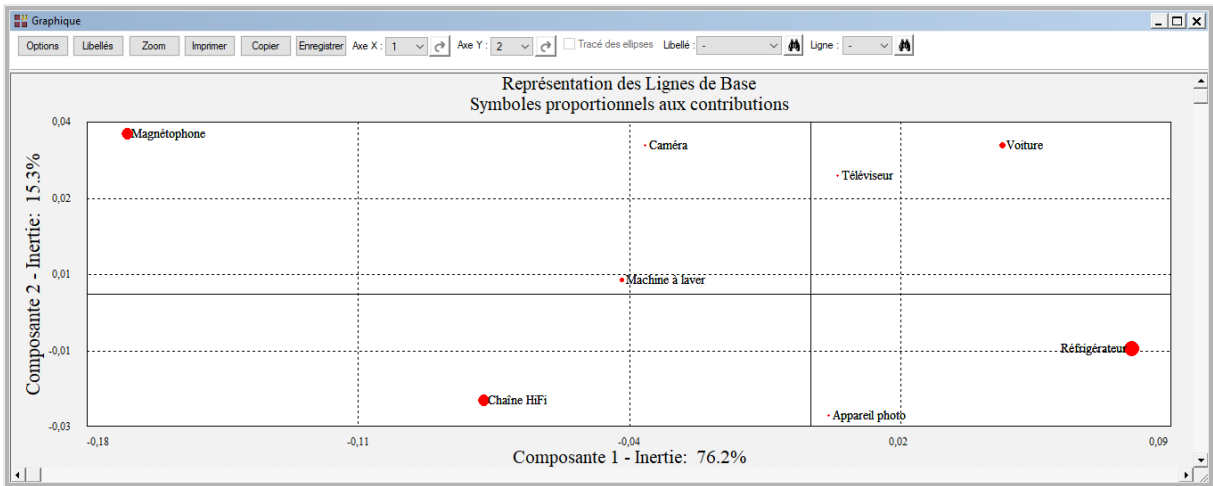 Graphique
Options Libellés Zoom Imprimer Copier Enregistrer Axe X : 1 Axe Y : 2 Tracé des ellipses Libellé : - Ligne : -
Représentation des Lignes de Base
Symboles proportionnels aux contributions
Composante 2 - Inertie: 15.3%
0,04
0,02
0,01
-0,01
-0,03
Magnétophone
Caméra
Voiture
Téléviseur
Machine à laver
Réfrigérateur
Chaîne HiFi
Appareil photo
-0,18 -0,11 -0,04 0,02 0,09
Composante 1 - Inertie: 76.2%